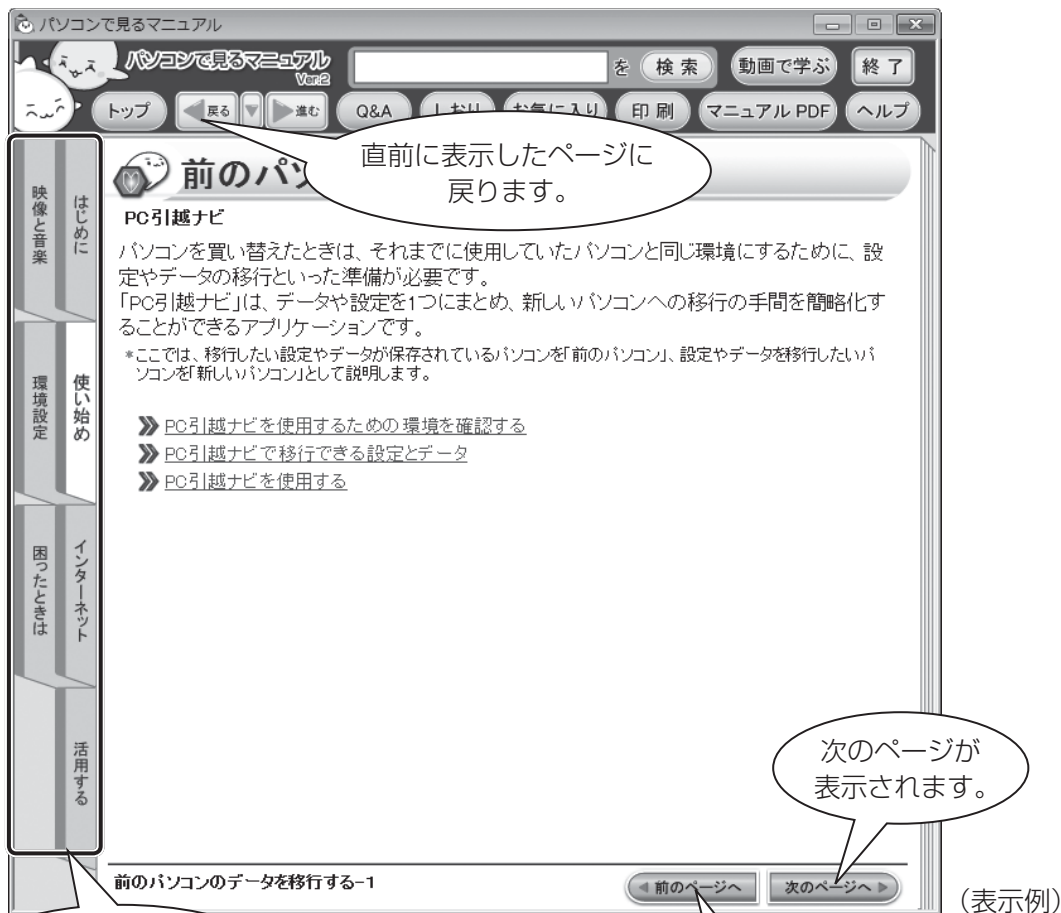 パソコンで見るマニュアル
パソコンで見るマニュアル
Ver.2
を
検索
動画で学ぶ
終了
トップ
戻る
進む
Q&A
しおり
お気に入り
印刷
マニュアル PDF
ヘルプ
直前に表示したページに
戻ります。
前のパソ
映像と音楽
はじめに
環境設定
使い始め
困ったときは
インターネット
活用する
PC引越ナビ
パソコンを買い替えたときは、それまでに使用していたパソコンと同じ環境にするために、設
定やデータの移行といった準備が必要です。
「PC引越ナビ」は、データや設定を1つにまとめ、新しいパソコンへの移行の手間を簡略化す
ることができるアプリケーションです。
*ここでは、移行したい設定やデータが保存されているパソコンを「前のパソコン」、設定やデータを移行したいパ
ソコンを「新しいパソコン」として説明します。
PC引越ナビを使用するための環境を確認する
PC引越ナビで移行できる設定とデータ
PC引越ナビを使用する
次のページが
表示されます。
前のパソコンのデータを移行する-1
前のページへ
次のページへ
（表示例）